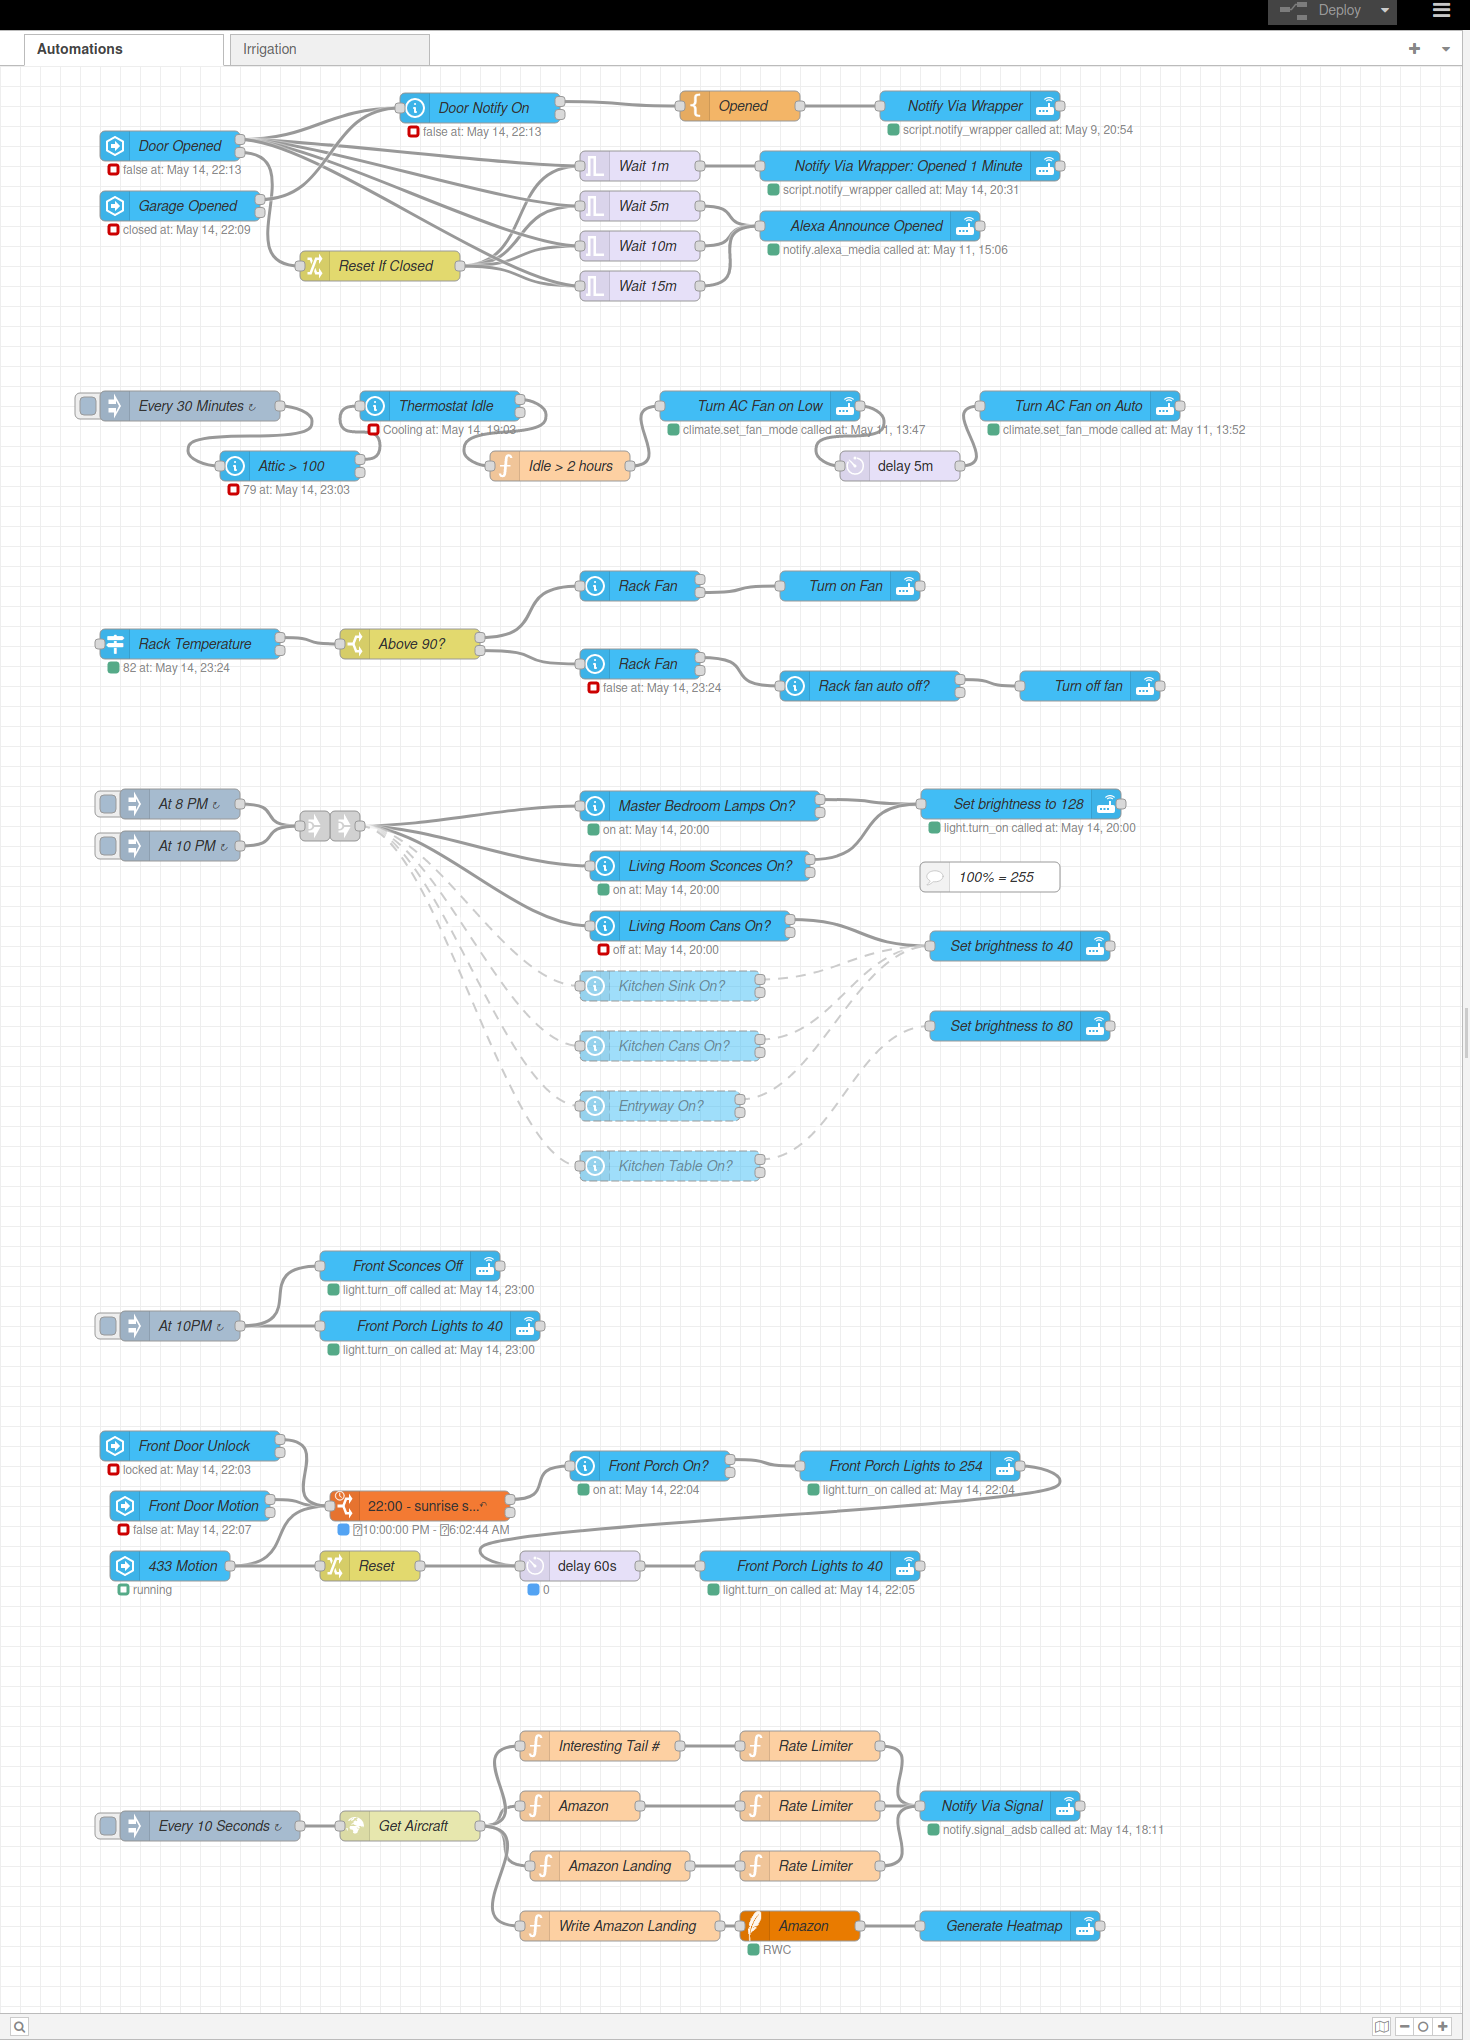 Deploy
Automations
Irrigation
Door Notify On
false at: May 14, 22:13
Opened
Notify Via Wrapper
script.notify_wrapper called at: May 9, 20:54
Door Opened
false at: May 14, 22:13
Wait 1m
Notify Via Wrapper: Opened 1 Minute
script.notify_wrapper called at: May 14, 20:31
Garage Opened
closed at: May 14, 22:09
Wait 5m
Alexa Announce Opened
notify.alexa_media called at: May 11, 15:06
Wait 10m
Reset If Closed
Wait 15m
Every 30 Minutes ↻
Thermostat Idle
Cooling at: May 14, 19:03
Turn AC Fan on Low
climate.set_fan_mode called at: May 11, 13:47
Turn AC Fan on Auto
climate.set_fan_mode called at: May 11, 13:52
Attic > 100
79 at: May 14, 23:03
Idle > 2 hours
delay 5m
Rack Fan
Turn on Fan
Rack Temperature
82 at: May 14, 23:24
Above 90?
Rack Fan
false at: May 14, 23:24
Rack fan auto off?
Turn off fan
At 8 PM ↻
At 10 PM ↻
Master Bedroom Lamps On?
on at: May 14, 20:00
Set brightness to 128
light.turn_on called at: May 14, 20:00
Living Room Sconces On?
on at: May 14, 20:00
100% = 255
Living Room Cans On?
off at: May 14, 20:00
Set brightness to 40
Kitchen Sink On?
Set brightness to 80
Kitchen Cans On?
Entryway On?
Kitchen Table On?
Front Sconces Off
light.turn_off called at: May 14, 23:00
At 10PM ↻
Front Porch Lights to 40
light.turn_on called at: May 14, 23:00
Front Door Unlock
locked at: May 14, 22:03
Front Porch On?
on at: May 14, 22:04
Front Porch Lights to 254
light.turn_on called at: May 14, 22:04
Front Door Motion
false at: May 14, 22:07
22:00 - sunrise s...↶
10:00:00 PM - 6:02:44 AM
433 Motion
running
Reset
delay 60s
0
Front Porch Lights to 40
light.turn_on called at: May 14, 22:05
Interesting Tail #
Rate Limiter
Amazon
Rate Limiter
Notify Via Signal
notify.signal_adsb called at: May 14, 18:11
Every 10 Seconds ↻
Get Aircraft
Amazon Landing
Rate Limiter
Write Amazon Landing
Amazon
RWC
Generate Heatmap